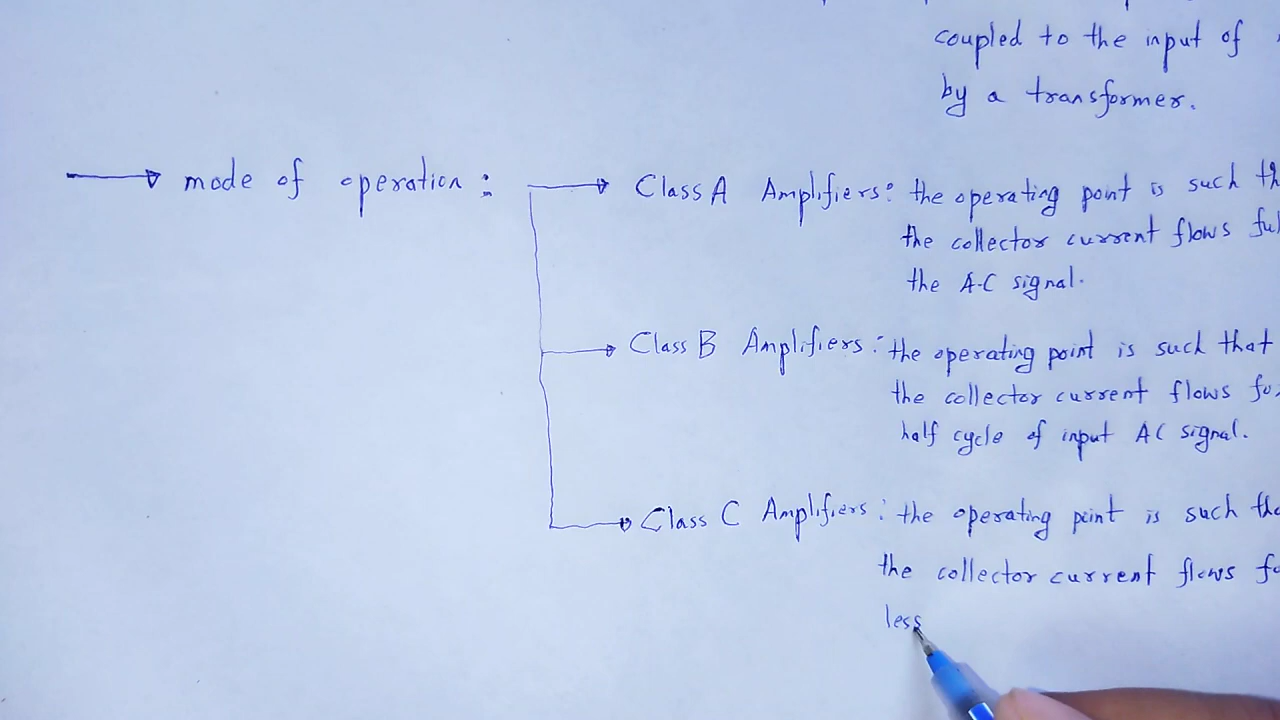 coupled to the input of
by a transformer.
mode of operation :
Class A Amplifiers: the operating point is such
the collector current flows
the A.C signal.
Class B Amplifiers: the operating point is such that
the collector current flows
half cycle of input AC signal.
Class C Amplifiers: the operating point is such
the collector current flows
less